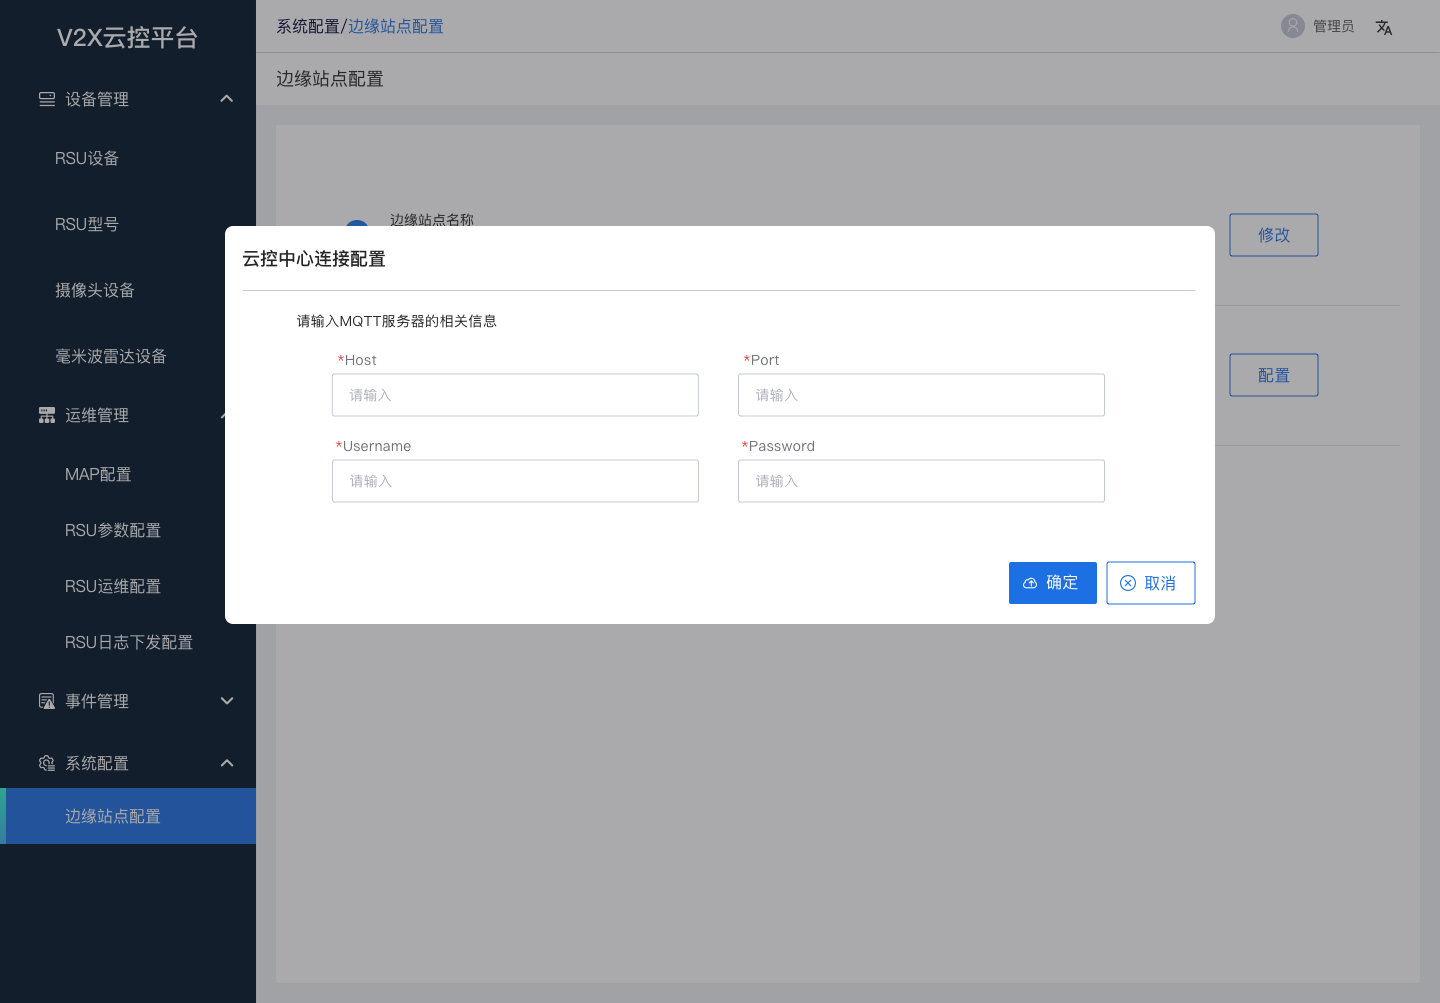 V2X云控平台
设备管理
RSU设备
RSU型号
摄像头设备
毫米波雷达设备
运维管理
MAP配置
RSU参数配置
RSU运维配置
RSU日志下发配置
事件管理
系统配置
边缘站点配置
系统配置/边缘站点配置
管理员
边缘站点配置
边缘站点名称
修改
配置
云控中心连接配置
请输入MQTT服务器的相关信息
*Host
*Port
请输入
请输入
*Username
*Password
请输入
请输入
确定
取消